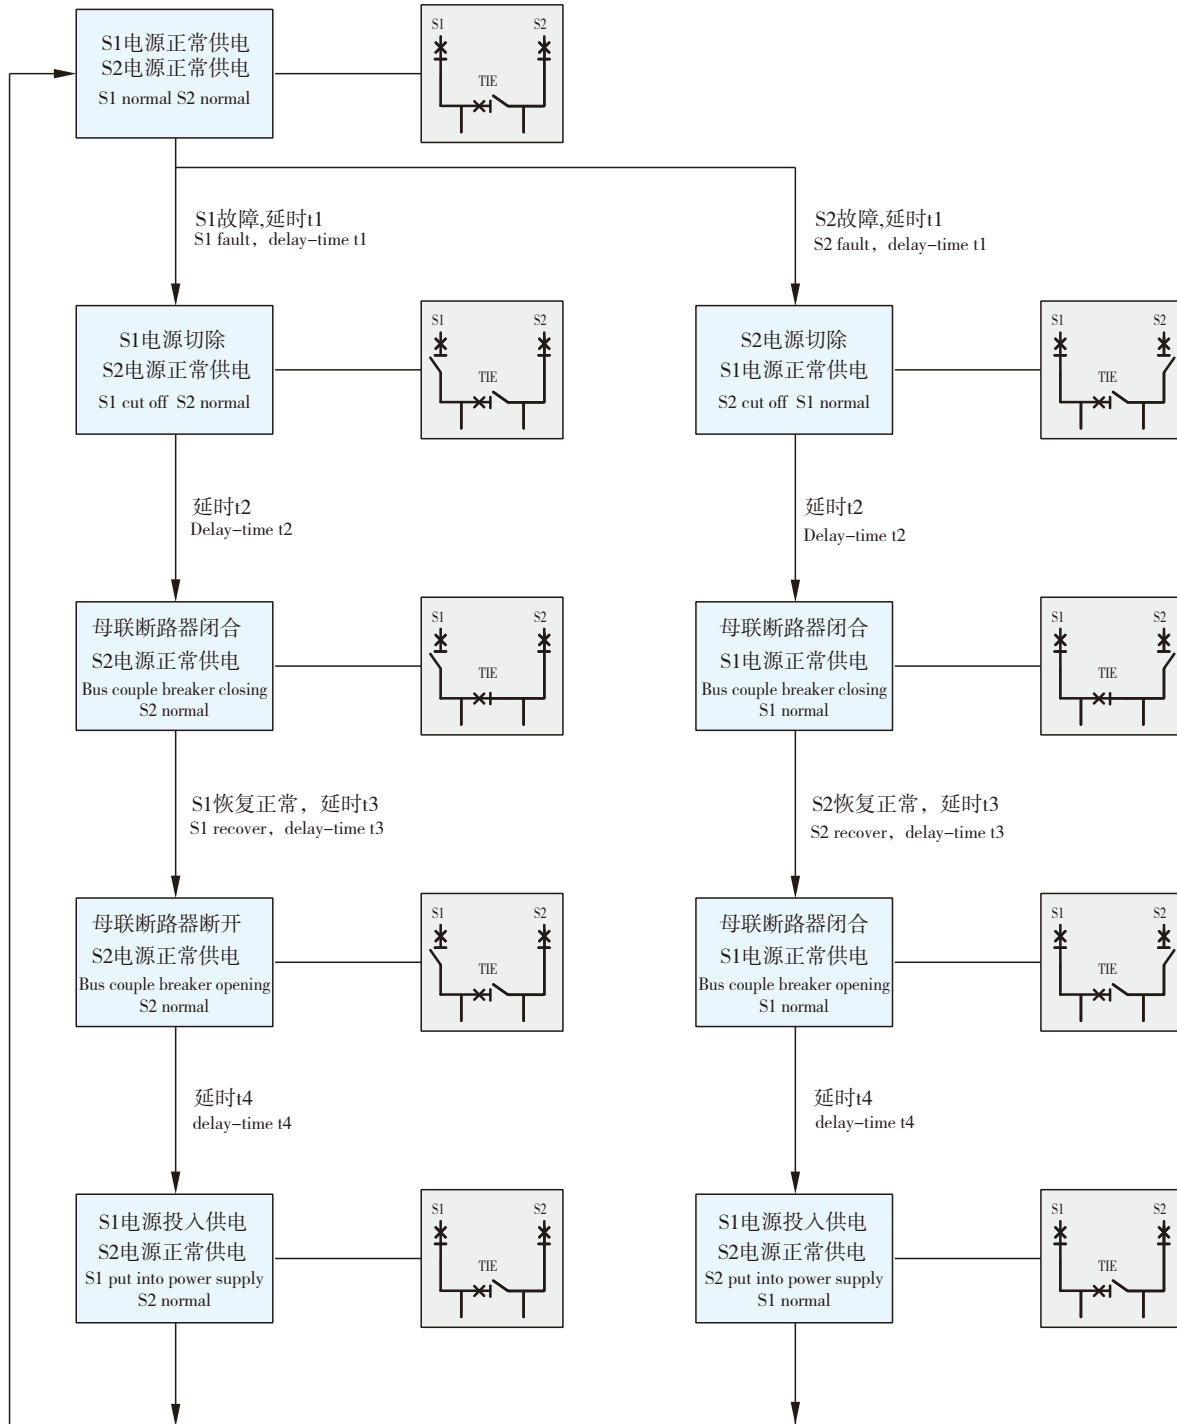 S1电源正常供电
S2电源正常供电
S1 normal S2 normal
S1
S2
TIE
S1故障,延时t1
S1 fault, delay-time t1
S2故障,延时t1
S2 fault, delay-time t1
S1电源切除
S2电源正常供电
S1 cut off S2 normal
S1
S2
TIE
S2电源切除
S1电源正常供电
S2 cut off S1 normal
S1
S2
TIE
延时t2
Delay-time t2
延时t2
Delay-time t2
母联断路器闭合
S2电源正常供电
Bus couple breaker closing
S2 normal
S1
S2
TIE
母联断路器闭合
S1电源正常供电
Bus couple breaker closing
S1 normal
S1
S2
TIE
S1恢复正常，延时t3
S1 recover, delay-time t3
S2恢复正常，延时t3
S2 recover, delay-time t3
母联断路器断开
S2电源正常供电
Bus couple breaker opening
S2 normal
S1
S2
TIE
母联断路器闭合
S1电源正常供电
Bus couple breaker opening
S1 normal
S1
S2
TIE
延时t4
delay-time t4
延时t4
delay-time t4
S1电源投入供电
S2电源正常供电
S1 put into power supply
S2 normal
S1
S2
TIE
S1电源投入供电
S2电源正常供电
S2 put into power supply
S1 normal
S1
S2
TIE